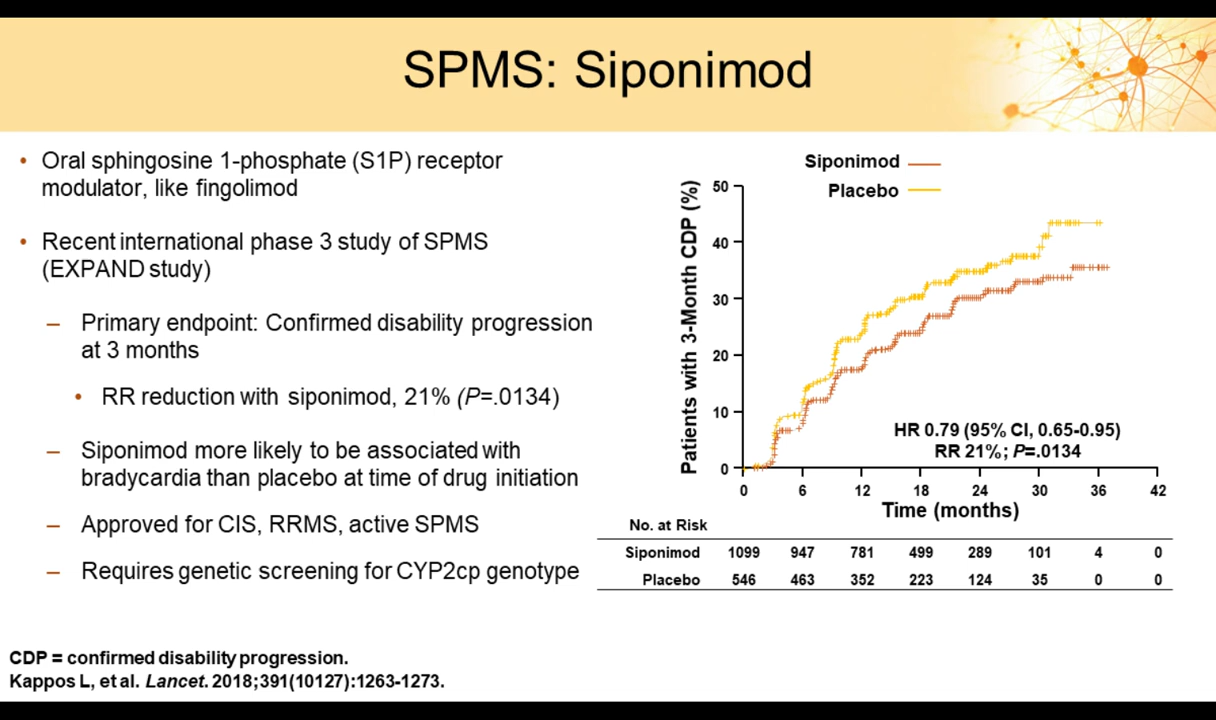 SPMS: Siponimod
• Oral sphingosine 1-phosphate (S1P) receptor
modulator, like fingolimod
• Recent international phase 3 study of SPMS
(EXPAND study)
– Primary endpoint: Confirmed disability progression
at 3 months
• RR reduction with siponimod, 21% (P=.0134)
– Siponimod more likely to be associated with
bradycardia than placebo at time of drug initiation
– Approved for CIS, RRMS, active SPMS
– Requires genetic screening for CYP2cp genotype
Siponimod
Placebo
Patients with 3-Month CDP (%)
50
40
30
20
10
0
HR 0.79 (95% CI, 0.65-0.95)
RR 21%; P=.0134
0 6 12 18 24 30 36 42
Time (months)
No. at Risk
Siponimod 1099 947 781 499 289 101 4 0
Placebo 546 463 352 223 124 35 0 0
CDP = confirmed disability progression.
Kappos L, et al. Lancet. 2018;391(10127):1263-1273.